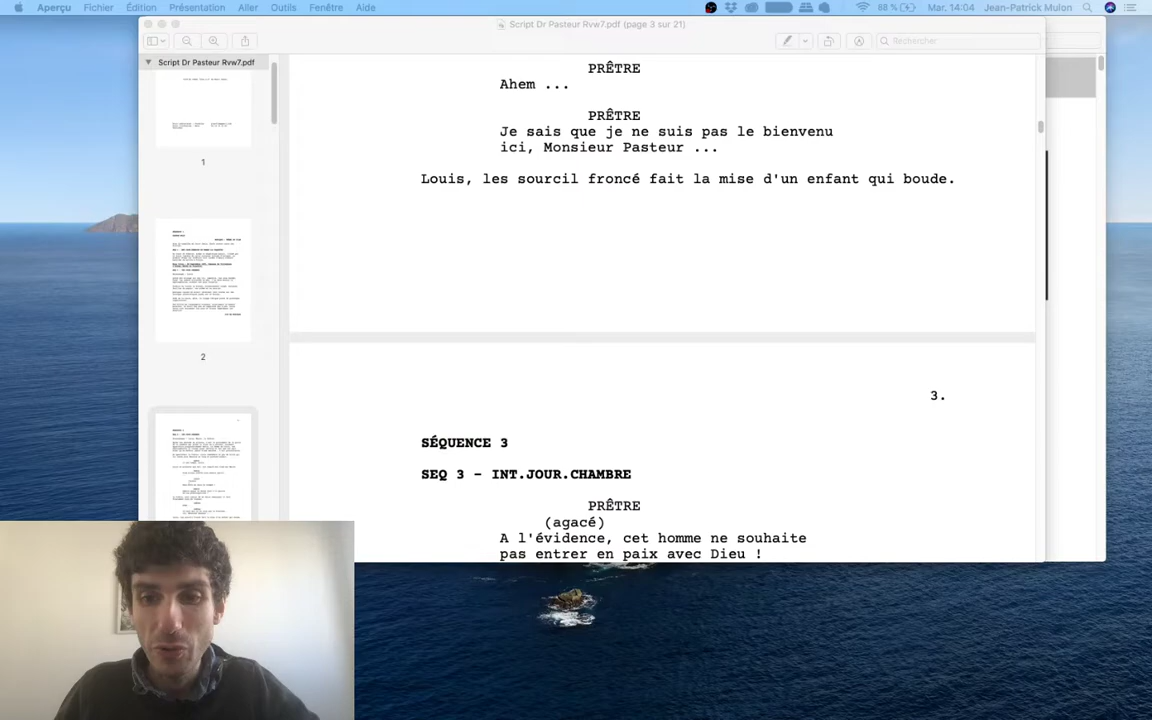 Aperçu Fichier Édition Présentation Aller Outils Fenêtre Aide 88 % Mar. 14:04 Jean-Patrick Mulon
Script Dr Pasteur Rvw7.pdf (page 3 sur 21)
Rechercher
Script Dr Pasteur Rvw7.pdf
1
2
PRÊTRE
Ahem ...
PRÊTRE
Je sais que je ne suis pas le bienvenu
ici, Monsieur Pasteur ...
Louis, les sourcil froncé fait la mise d'un enfant qui boude.
3.
SÉQUENCE 3
SEQ 3 - INT.JOUR.CHAMBRE
PRÊTRE
(agacé)
A l'évidence, cet homme ne souhaite
pas entrer en paix avec Dieu !